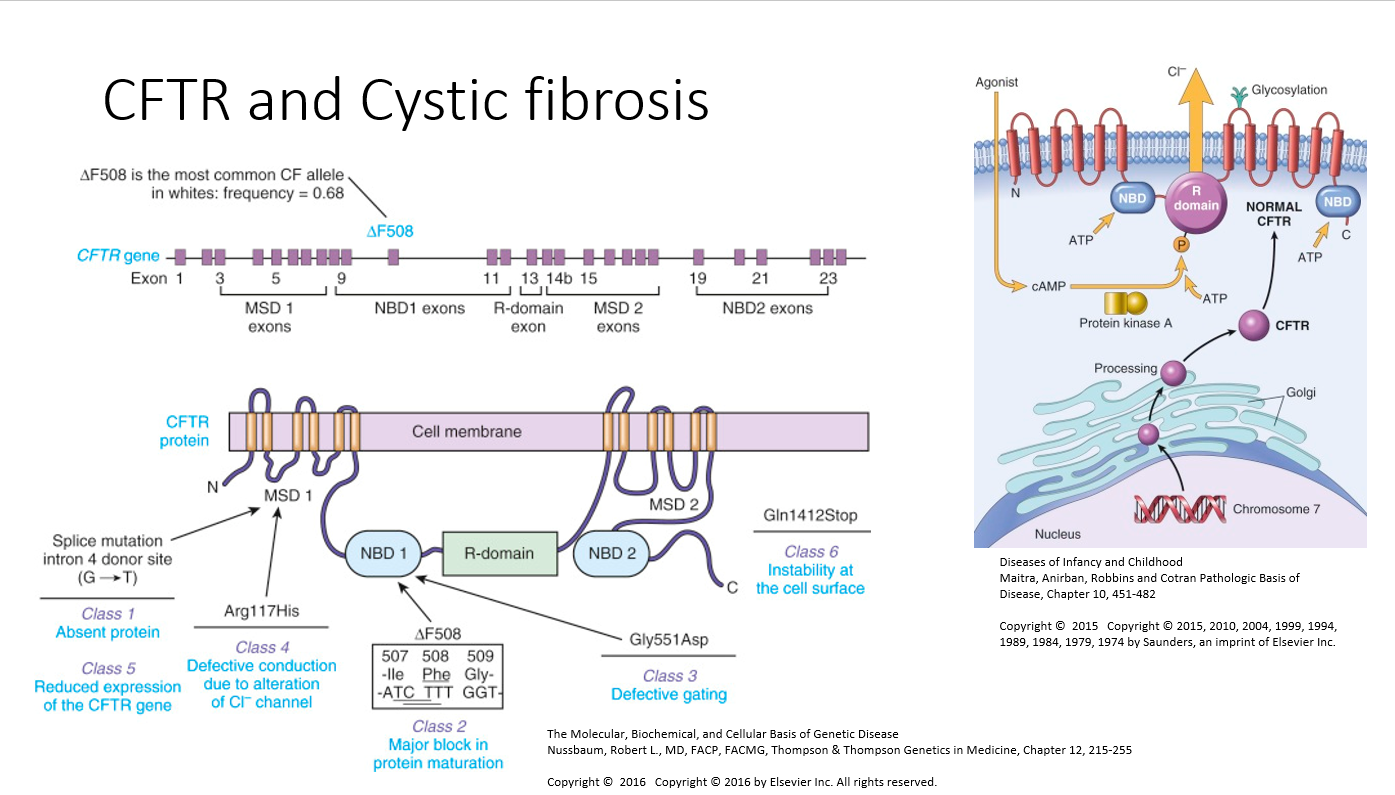 CFTR and Cystic fibrosis
ΔF508 is the most common CF allele
in whites: frequency = 0.68
ΔF508
CFTR gene
Exon 1 3 5 9 11 13 14b 15 19 21 23
MSD 1
exons
NBD1 exons
R-domain
exon
MSD 2
exons
NBD2 exons
CFTR
protein
Cell membrane
N
MSD 1
MSD 2
NBD 1
R-domain
NBD 2
C
Splice mutation
intron 4 donor site
(G → T)
Class 1
Absent protein
Class 5
Reduced expression
of the CFTR gene
Arg117His
Class 4
Defective conduction
due to alteration
of Cl– channel
ΔF508
507 508 509
-Ile Phe Gly-
-ATC TTT GGT-
Class 2
Major block in
protein maturation
Gly551Asp
Class 3
Defective gating
Gln1412Stop
Class 6
Instability at
the cell surface
The Molecular, Biochemical, and Cellular Basis of Genetic Disease
Nussbaum, Robert L., MD, FACP, FACMG, Thompson & Thompson Genetics in Medicine, Chapter 12, 215-255
Copyright © 2016 Copyright © 2016 by Elsevier Inc. All rights reserved.
Agonist
Cl–
Glycosylation
N
NBD
R
domain
NORMAL
CFTR
NBD
C
ATP
P
ATP
cAMP
ATP
Protein kinase A
CFTR
Processing
Golgi
Chromosome 7
Nucleus
Diseases of Infancy and Childhood
Maitra, Anirban, Robbins and Cotran Pathologic Basis of
Disease, Chapter 10, 451-482
Copyright © 2015 Copyright © 2015, 2010, 2004, 1999, 1994,
1989, 1984, 1979, 1974 by Saunders, an imprint of Elsevier Inc.